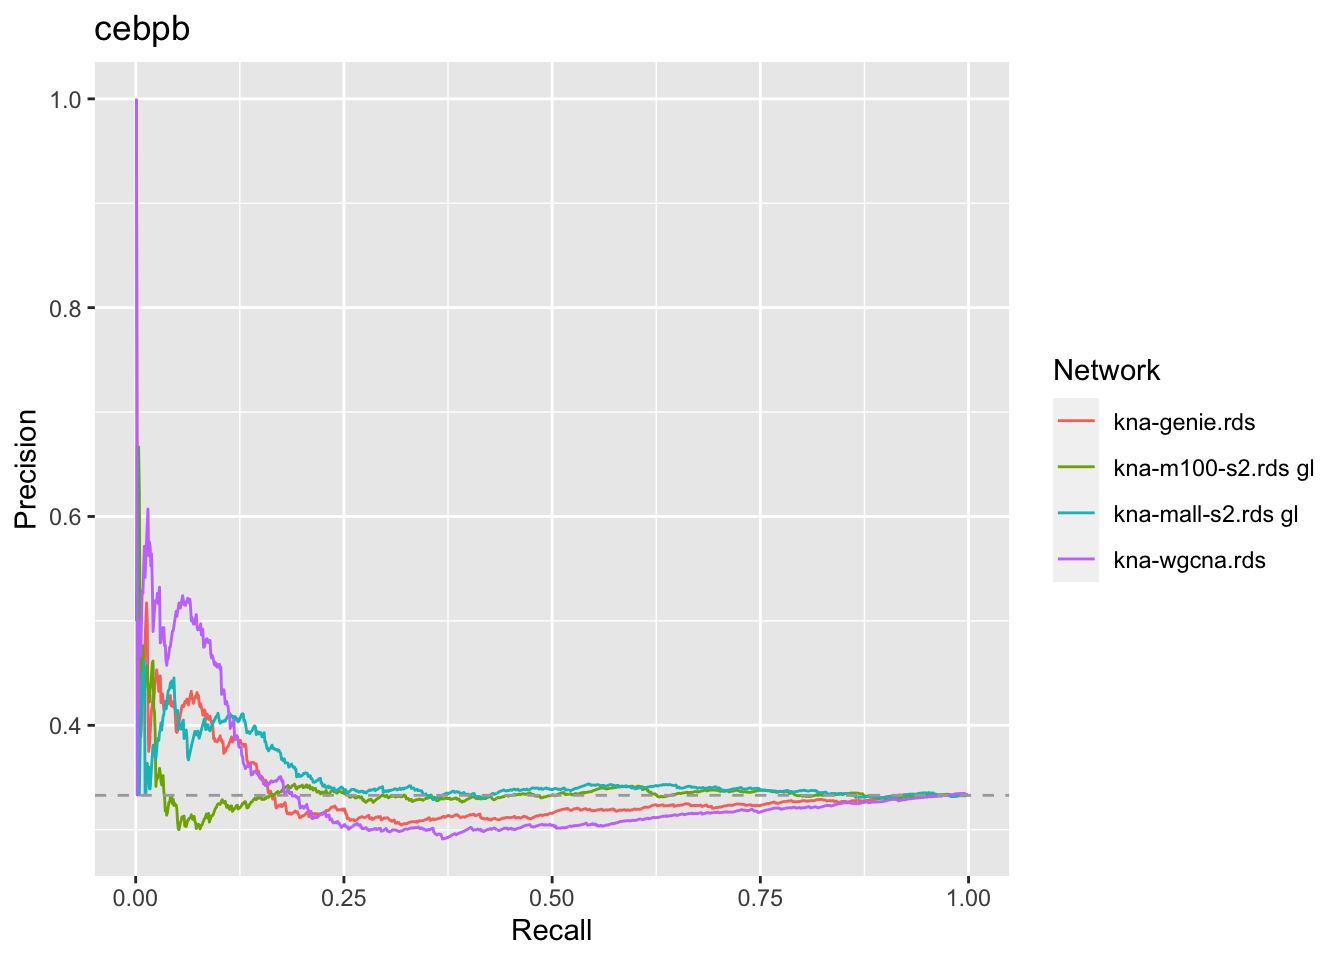 cebpb
1.0
0.8
0.6
0.4
Precision
0.00
0.25
0.50
0.75
1.00
Recall
Network
kna-genie.rds
kna-m100-s2.rds gl
kna-mall-s2.rds gl
kna-wgcna.rds